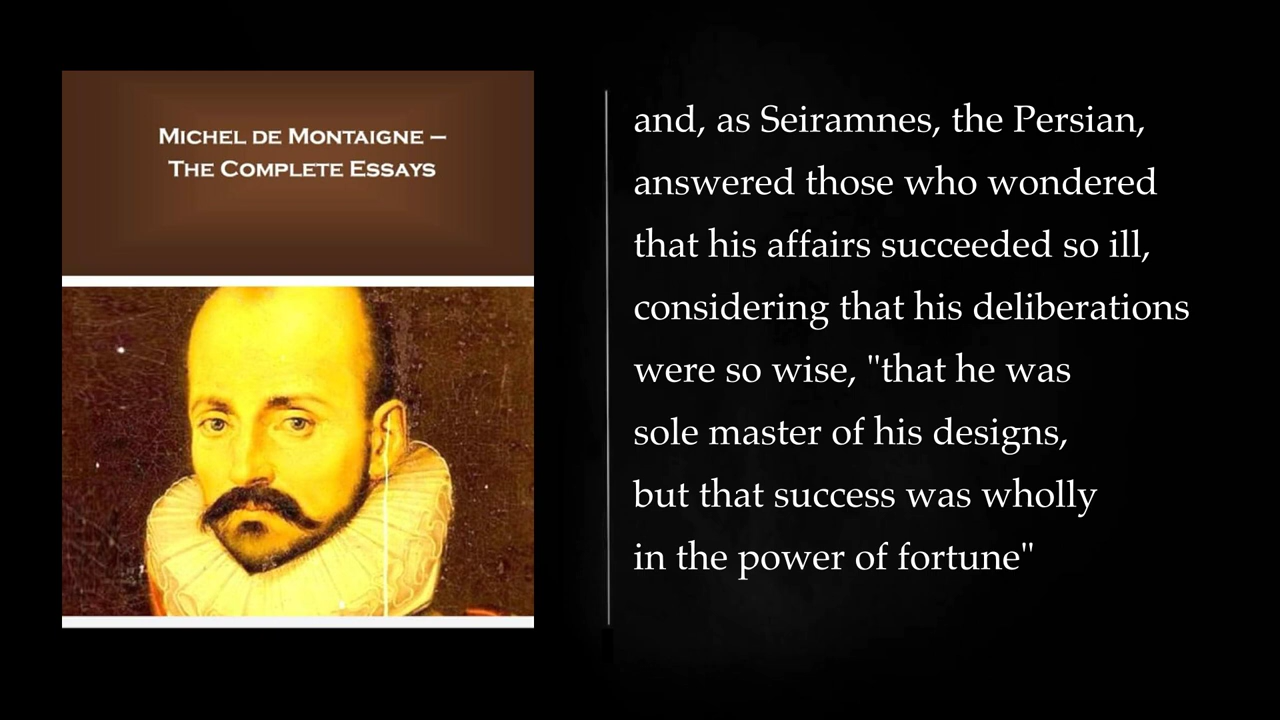 MICHEL DE MONTAIGNE –
THE COMPLETE ESSAYS
and, as Seiramnes, the Persian,
answered those who wondered
that his affairs succeeded so ill,
considering that his deliberations
were so wise, "that he was
sole master of his designs,
but that success was wholly
in the power of fortune"